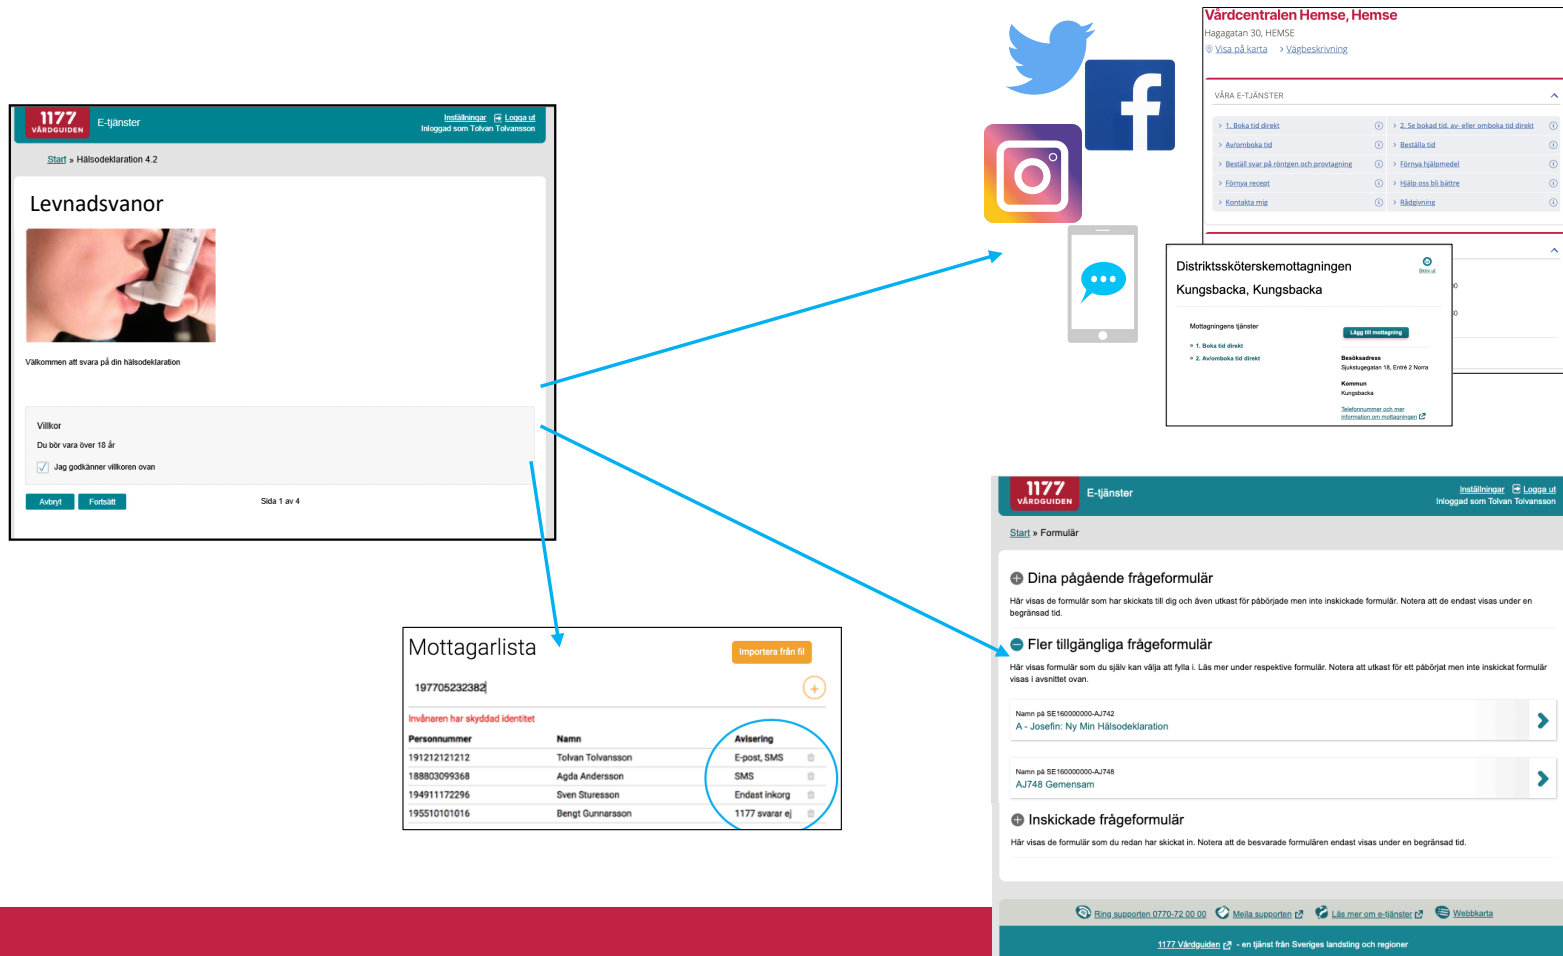 1177
VÅRDGUIDEN
E-tjänster
Inställningar Logga ut
Inloggad som Tolvan Tolvansson
Start » Hälsodeklaration 4.2
Levnadsvanor
Välkommen att svara på din hälsodeklaration
Villkor
Du bör vara över 18 år
Jag godkänner villkoren ovan
Avbryt Fortsätt Sida 1 av 4
Vårdcentralen Hemse, Hemse
Hagagatan 30, HEMSE
Visa på karta > Vägbeskrivning
VÅRA E-TJÄNSTER
> 1. Boka tid direkt > 2. Se bokad tid, av- eller omboka tid direkt
> Av/omboka tid > Beställa tid
> Beställ svar på röntgen och provtagning > Förnya hjälpmedel
> Förnya recept > Hjälp oss bli bättre
> Kontakta mig > Rådgivning
Distriktssköterskemottagningen
Kungsbacka, Kungsbacka
Skriv ut
Mottagningens tjänster
» 1. Boka tid direkt
» 2. Av/omboka tid direkt
Lägg till mottagning
Besöksadress
Sjukstugegatan 18, Entré 2 Norra
Kommun
Kungsbacka
Telefonnummer och mer
information om mottagningen
Mottagarlista
Importera från fil
197705232382
Invånaren har skyddad identitet
Personnummer Namn Avisering
191212121212 Tolvan Tolvansson E-post, SMS
188803099368 Agda Andersson SMS
194911172296 Sven Sturesson Endast inkorg
195510101016 Bengt Gunnarsson 1177 svarar ej
1177
VÅRDGUIDEN
E-tjänster
Inställningar Logga ut
Inloggad som Tolvan Tolvansson
Start » Formulär
Dina pågående frågeformulär
Här visas de formulär som har skickats till dig och även utkast för påbörjade men inte inskickade formulär. Notera att de endast visas under en
begränsad tid.
Fler tillgängliga frågeformulär
Här visas formulär som du själv kan välja att fylla i. Läs mer under respektive formulär. Notera att utkast för ett påbörjat men inte inskickat formulär
visas i avsnittet ovan.
Namn på SE160000000-AJ742
A - Josefin: Ny Min Hälsodeklaration
Namn på SE160000000-AJ748
AJ748 Gemensam
Inskickade frågeformulär
Här visas de formulär som du redan har skickat in. Notera att de besvarade formulären endast visas under en begränsad tid.
Ring supporten 0770-72 00 00 Mejla supporten Läs mer om e-tjänster Webbkarta
1177 Vårdguiden - en tjänst från Sveriges landsting och regioner